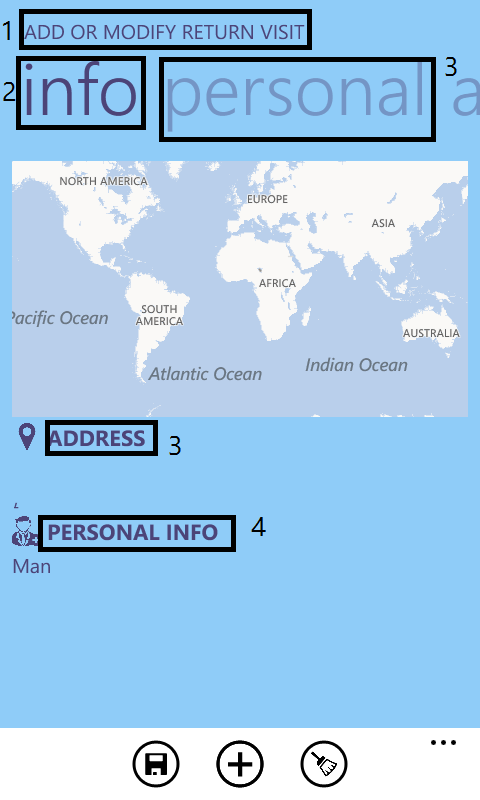 1 ADD OR MODIFY RETURN VISIT
2 info personal a 3
NORTH AMERICA
EUROPE
ASIA
AFRICA
SOUTH
AMERICA
Pacific Ocean
AUSTRALIA
Indian Ocean
Atlantic Ocean
ADDRESS 3
,
PERSONAL INFO 4
Man
...